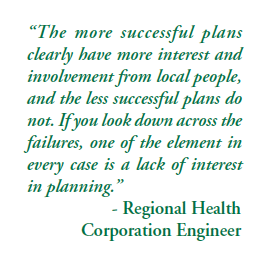 “The more successful plans
clearly have more interest and
involvement from local people,
and the less successful plans do
not. If you look down across the
failures, one of the element in
every case is a lack of interest
in planning.”
- Regional Health
Corporation Engineer